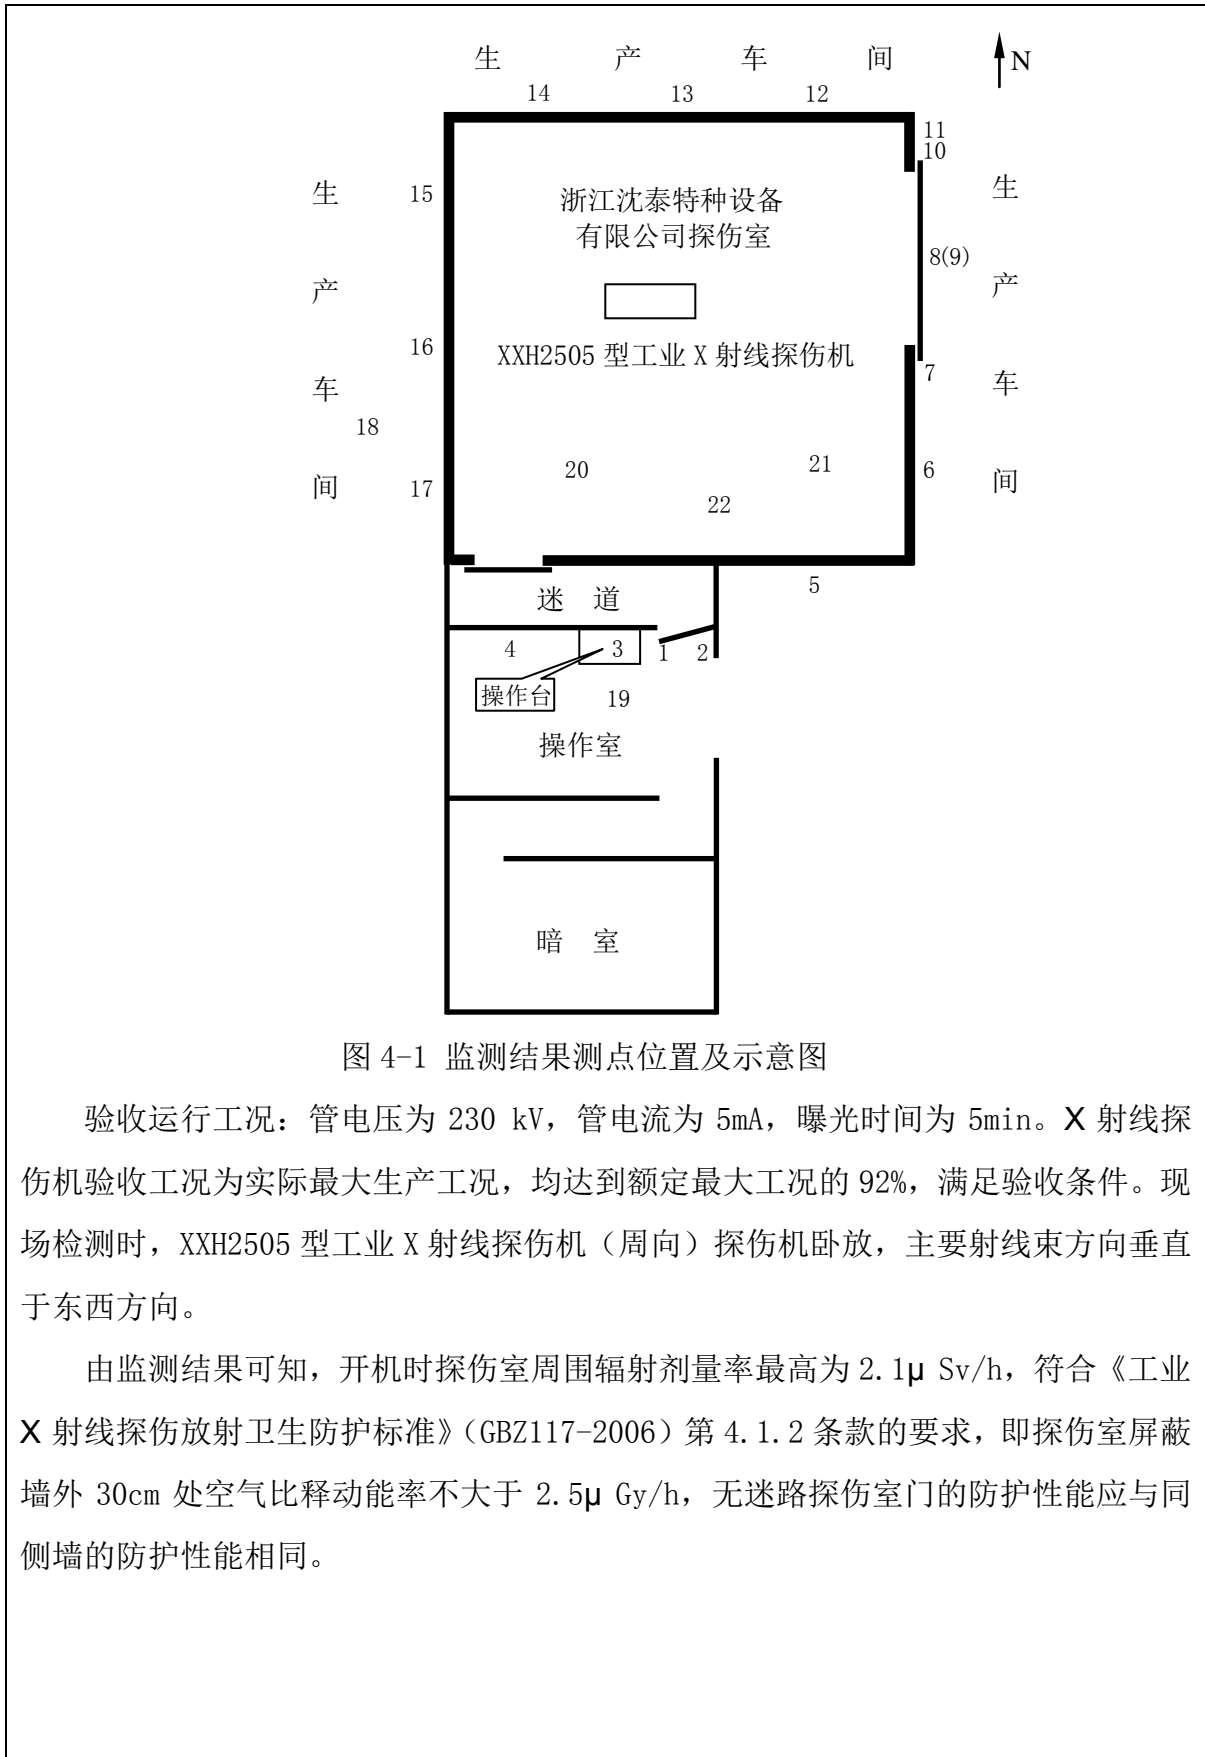 生 产 车 间
N
14 13 12
11
10
生 15 浙江沈泰特种设备 生
有限公司探伤室
8(9)
产 产
16 XXH2505 型工业 X 射线探伤机
7
车 车
18
20 21 6
间 17 间
22
5
迷 道
4 3 1 2
操作台 19
操作室
暗 室
图 4-1 监测结果测点位置及示意图
验收运行工况：管电压为 230 kV，管电流为 5mA，曝光时间为 5min。X 射线探
伤机验收工况为实际最大生产工况，均达到额定最大工况的 92%，满足验收条件。现
场检测时，XXH2505 型工业 X 射线探伤机（周向）探伤机卧放，主要射线束方向垂直
于东西方向。
由监测结果可知，开机时探伤室周围辐射剂量率最高为 2.1μ Sv/h，符合《工业
X 射线探伤放射卫生防护标准》（GBZ117-2006）第 4.1.2 条款的要求，即探伤室屏蔽
墙外 30cm 处空气比释动能率不大于 2.5μ Gy/h，无迷路探伤室门的防护性能应与同
侧墙的防护性能相同。